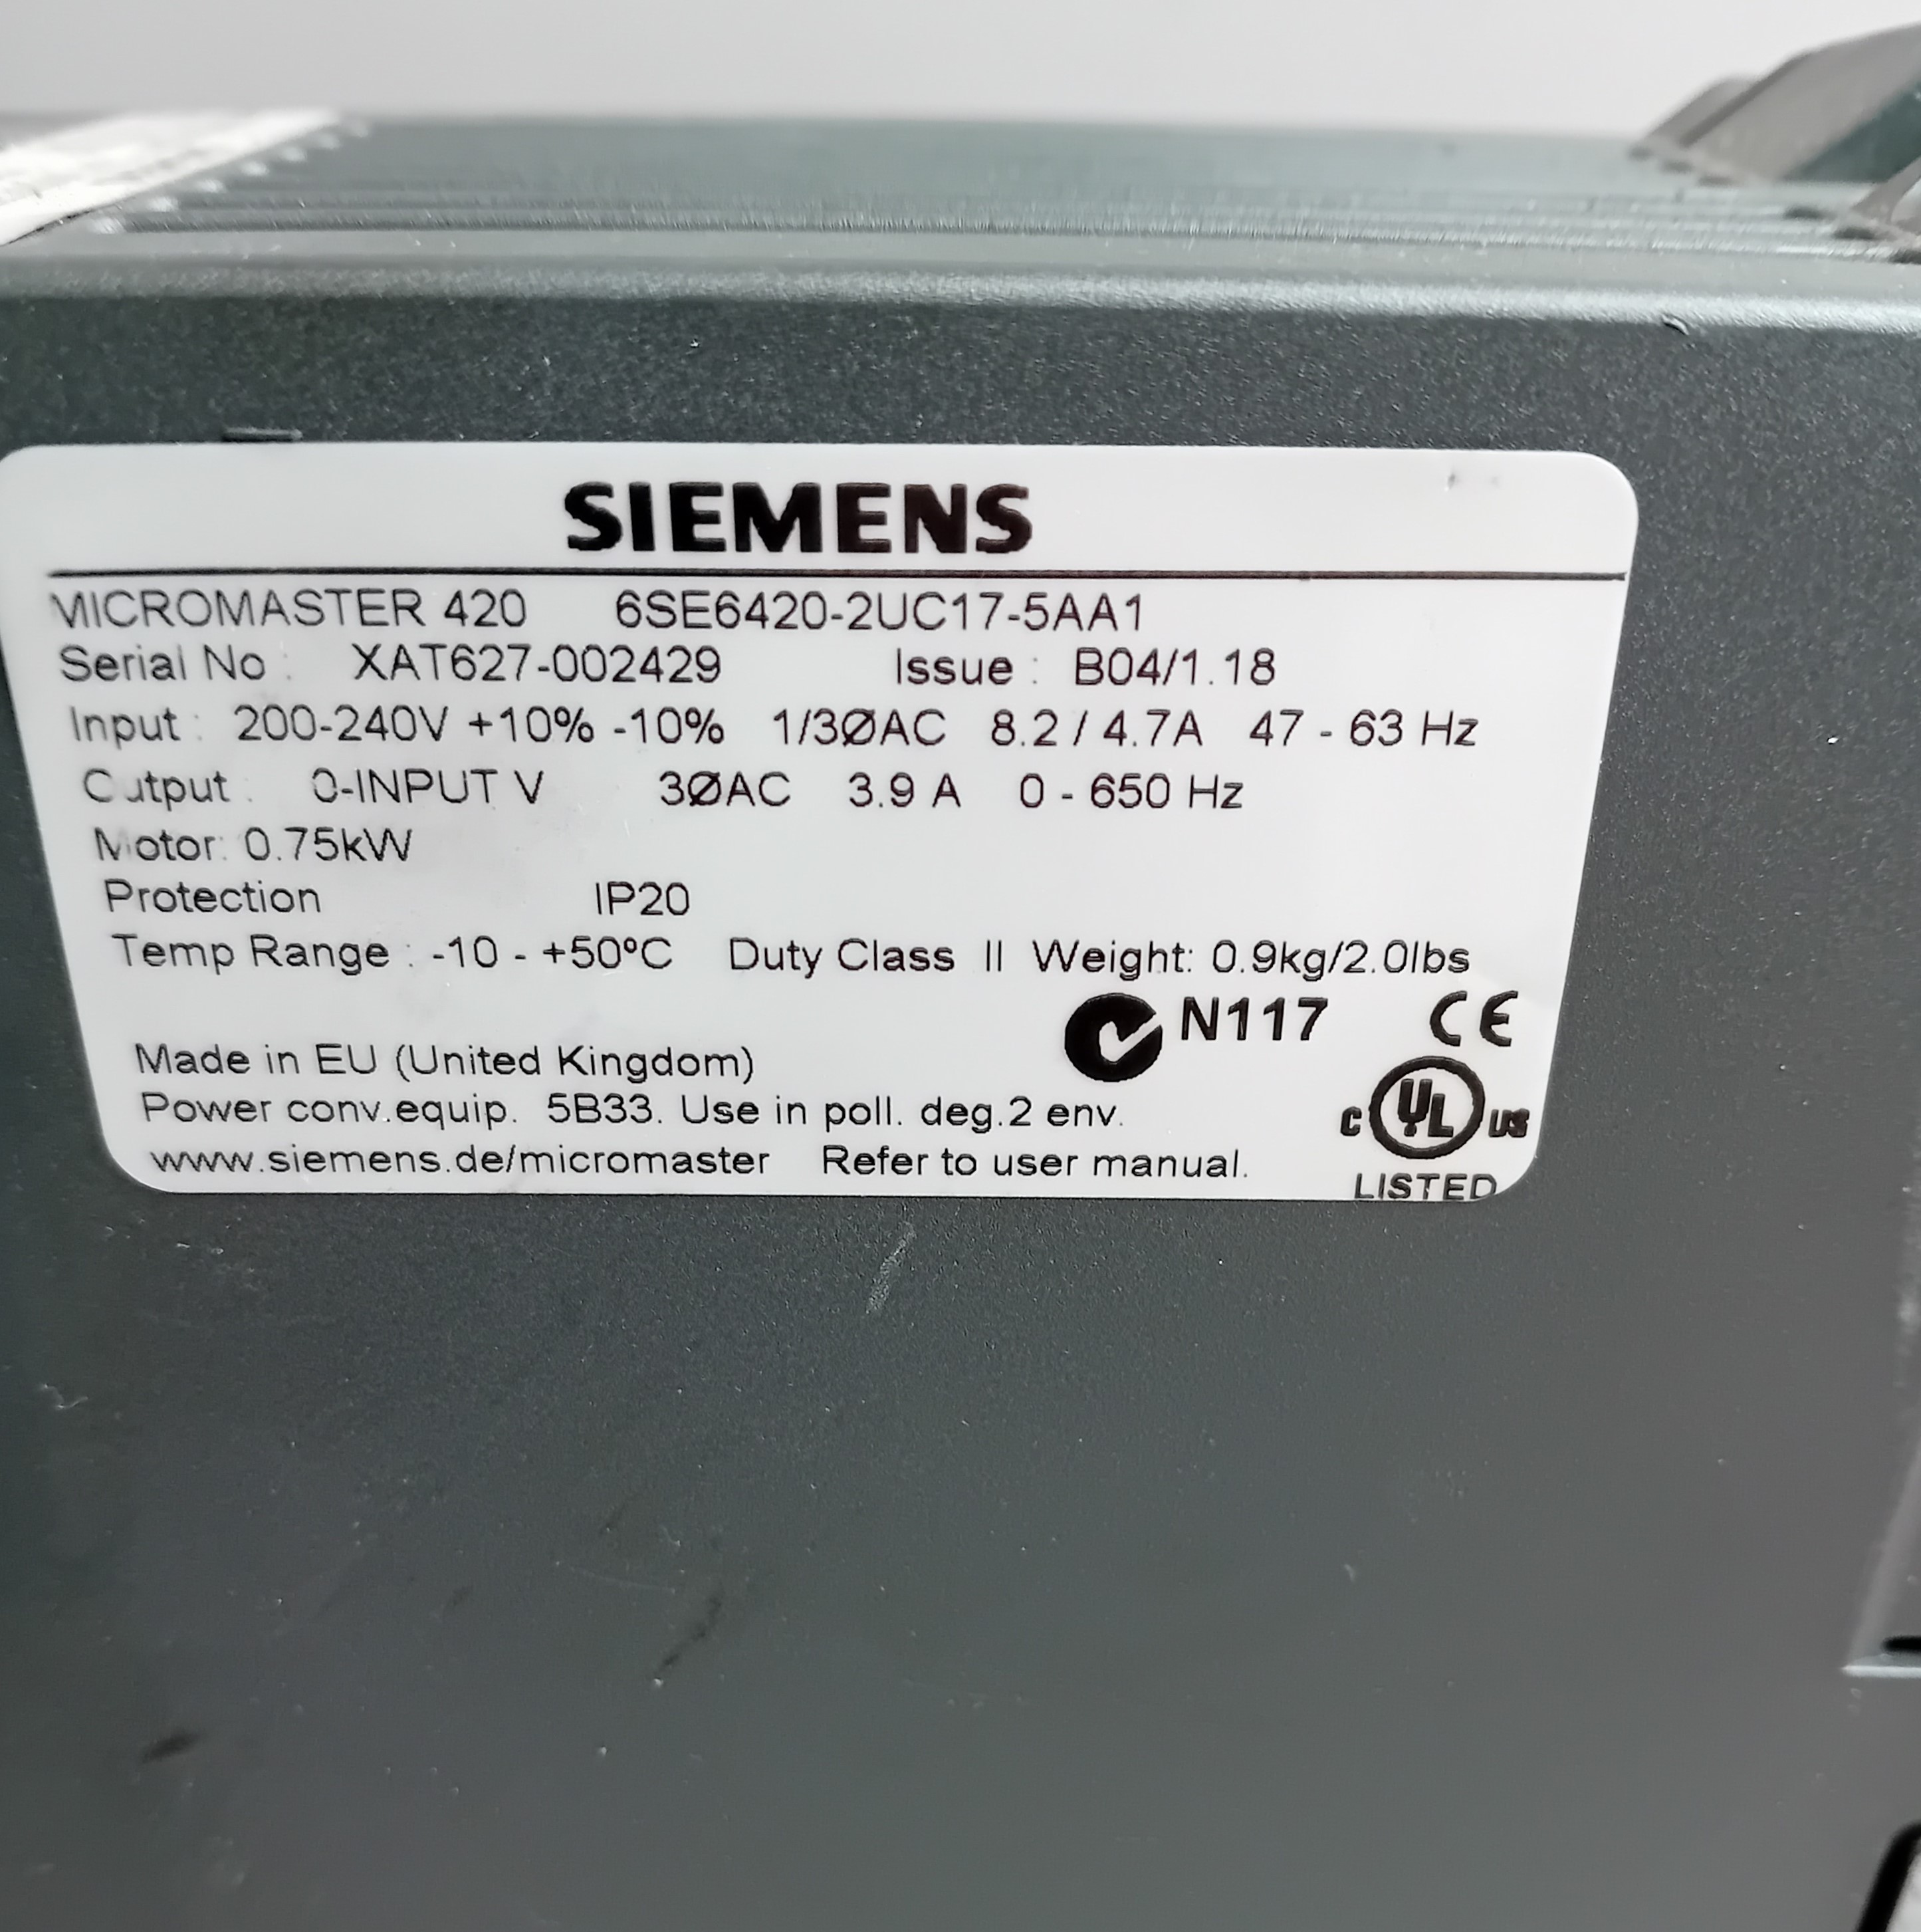 SIEMENS
MICROMASTER 420 6SE6420-2UC17-5AA1
Serial No : XAT627-002429 Issue : B04/1.18
Input : 200-240V +10% -10% 1/3ØAC 8.2 / 4.7A 47 - 63 Hz
Output : 0-INPUT V 3ØAC 3.9 A 0 - 650 Hz
Motor: 0.75kW
Protection IP20
Temp Range : -10 - +50ºC Duty Class II Weight: 0.9kg/2.0lbs
N117 CE
Made in EU (United Kingdom)
Power conv.equip. 5B33. Use in poll. deg.2 env.
C UL US
www.siemens.de/micromaster Refer to user manual.
LISTED